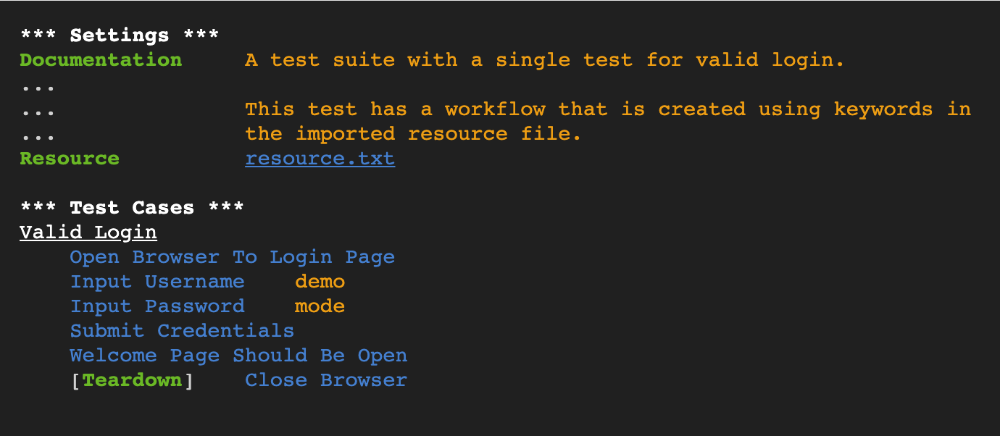 *** Settings ***
Documentation     A test suite with a single test for valid login.
...
...               This test has a workflow that is created using keywords in
...               the imported resource file.
Resource          resource.txt

*** Test Cases ***
Valid Login
    Open Browser To Login Page
    Input Username    demo
    Input Password    mode
    Submit Credentials
    Welcome Page Should Be Open
    [Teardown]    Close Browser